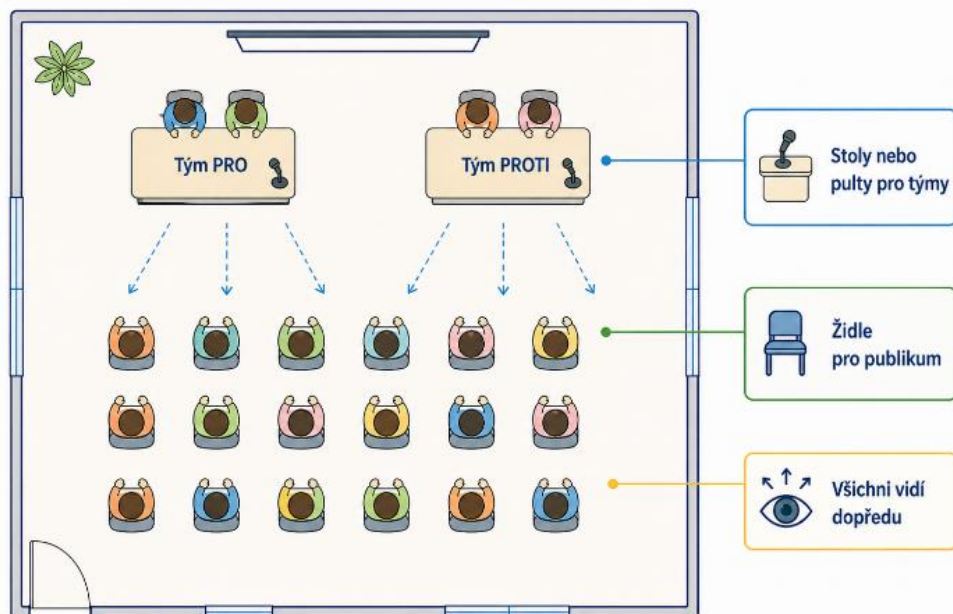 Tým PRO
Tým PROTI
Stoly nebo
pulty pro týmy
Židle
pro publikum
Všichni vidí
dopředu